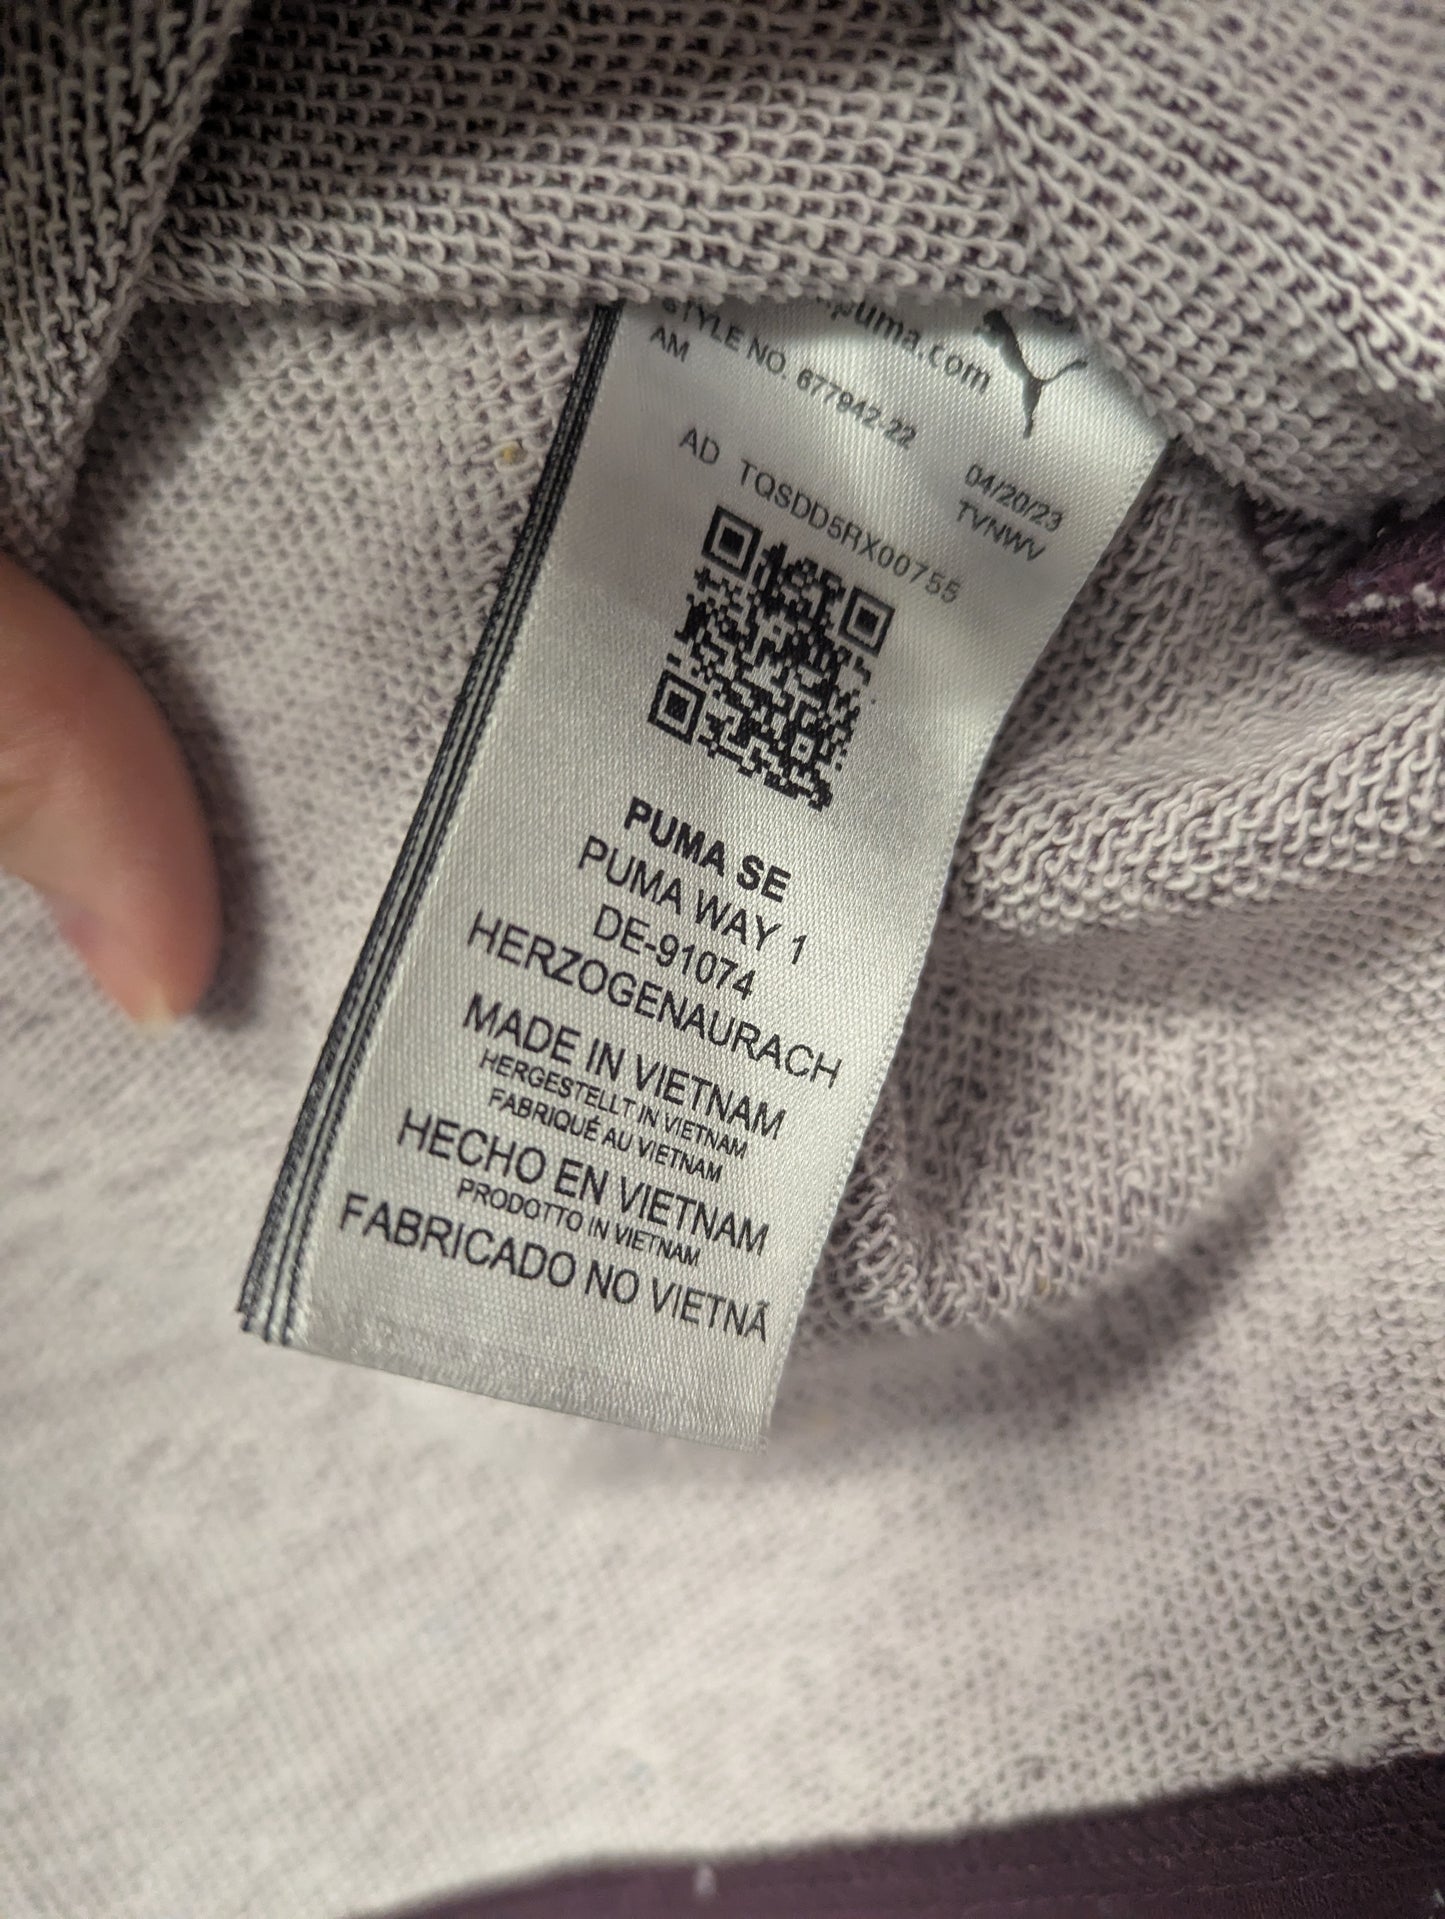 puma.com
STYLE NO. 677942-22
AM
04/20/23
TVNWV
AD TQSDD5RX00755
PUMA SE
PUMA WAY 1
DE-91074
HERZOGENAURACH
MADE IN VIETNAM
HERGESTELLT IN VIETNAM
FABRIQUÉ AU VIETNAM
HECHO EN VIETNAM
PRODOTTO IN VIETNAM
FABRICADO NO VIETNÃ